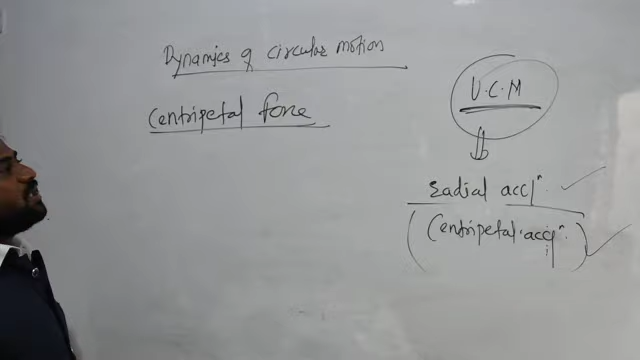 Dynamics of circular motion
Centripetal force
U.C.M
radial accⁿ.
(Centripetal.accⁿ.)